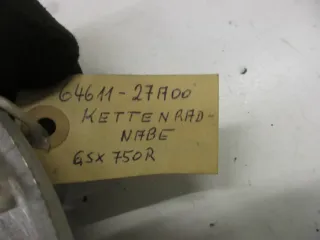 64611-27A00
KETTENRAD-
NABE
GSX 750R